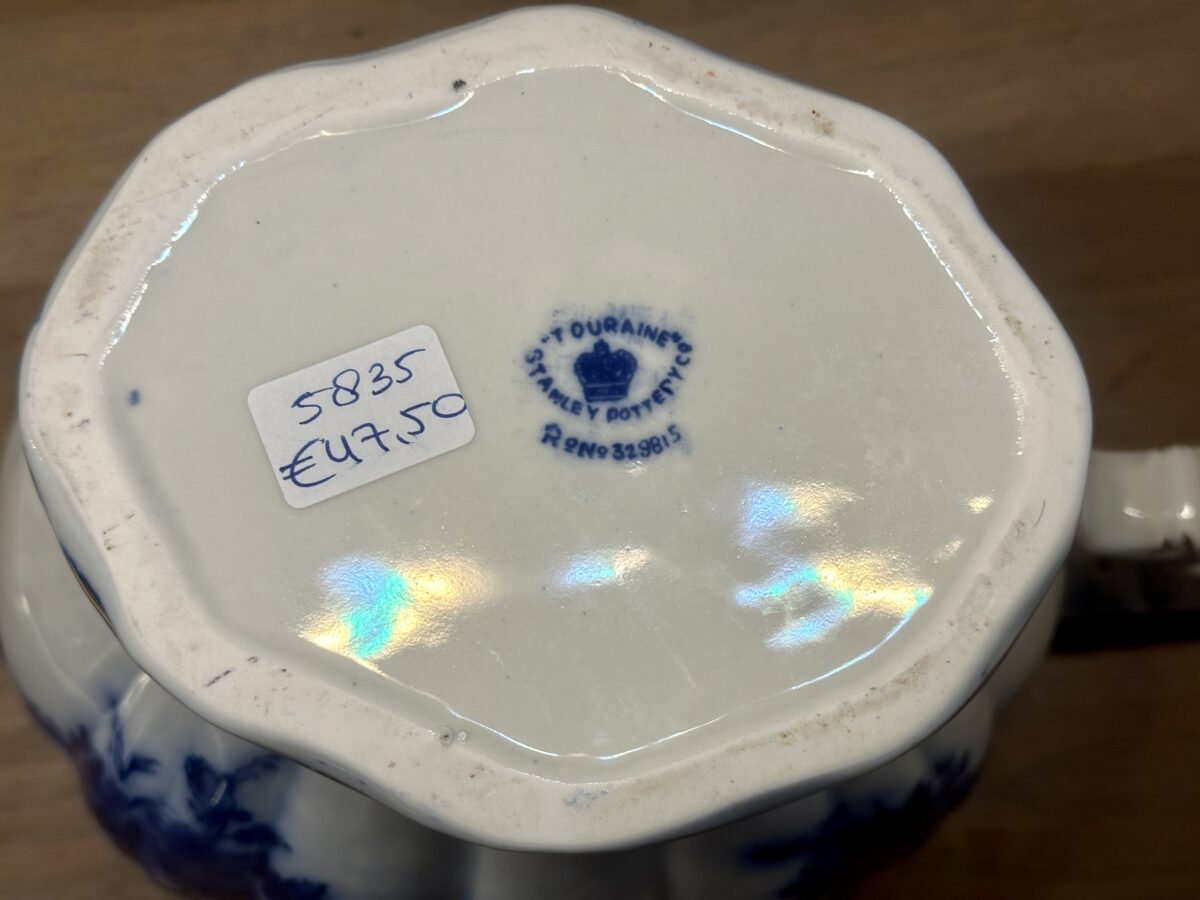 5835
€47,50
"TOURAINE"
STANLEY POTTERY Co
Rd No 329815